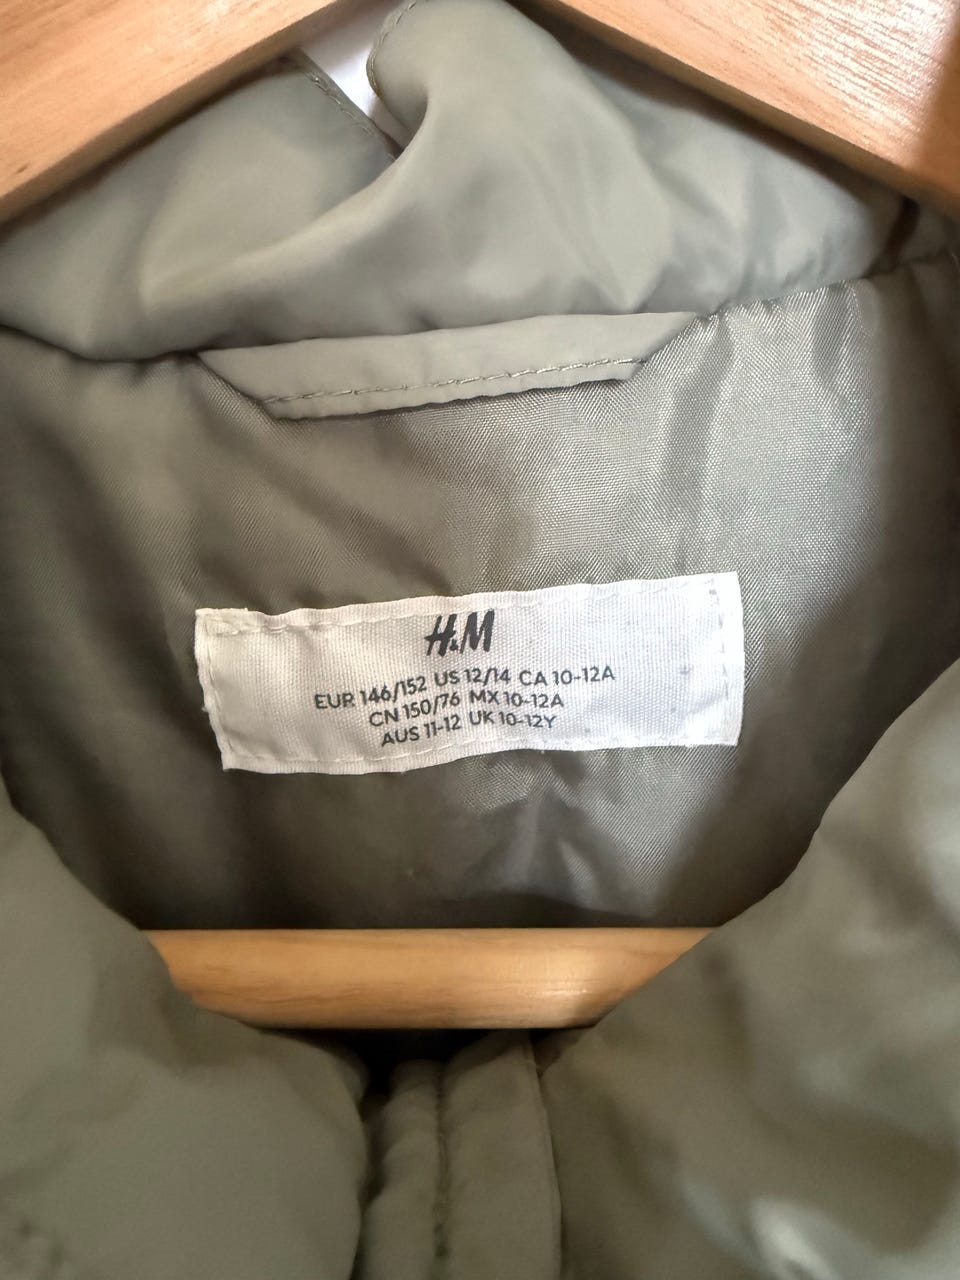 H&M
EUR 146/152 US 12/14 CA 10-12A
CN 150/76 MX 10-12A
AUS 11-12 UK 10-12Y